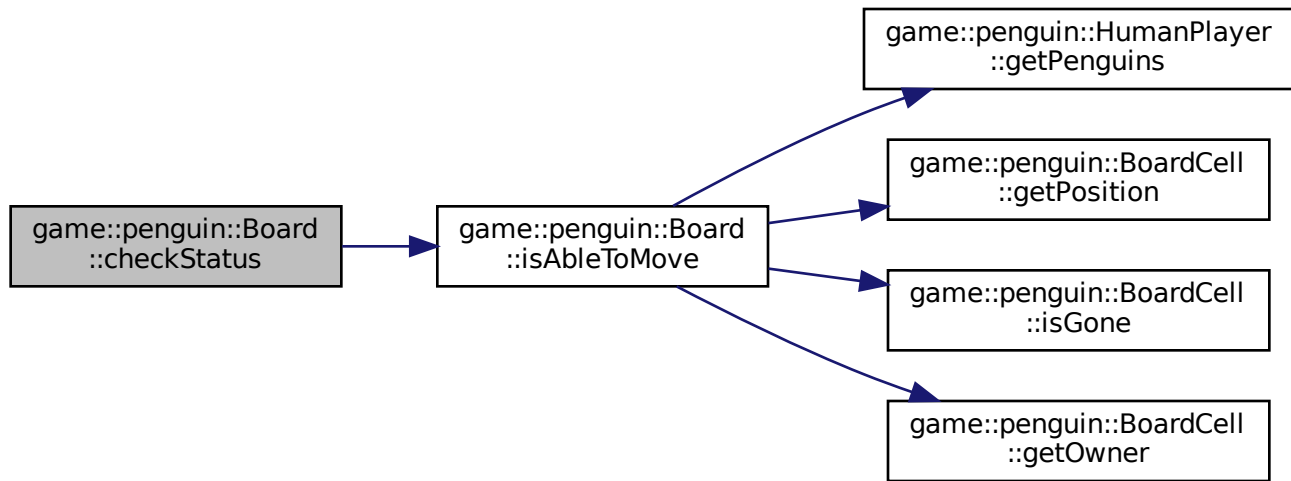 game::penguin::Board
::checkStatus
game::penguin::Board
::isAbleToMove
game::penguin::HumanPlayer
::getPenguins
game::penguin::BoardCell
::getPosition
game::penguin::BoardCell
::isGone
game::penguin::BoardCell
::getOwner